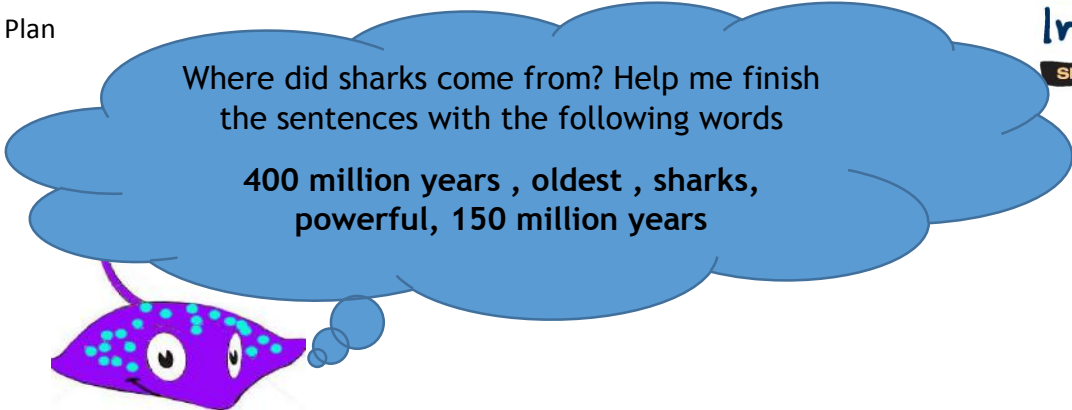 Plan
Where did sharks come from? Help me finish
the sentences with the following words
400 million years , oldest , sharks,
powerful, 150 million years